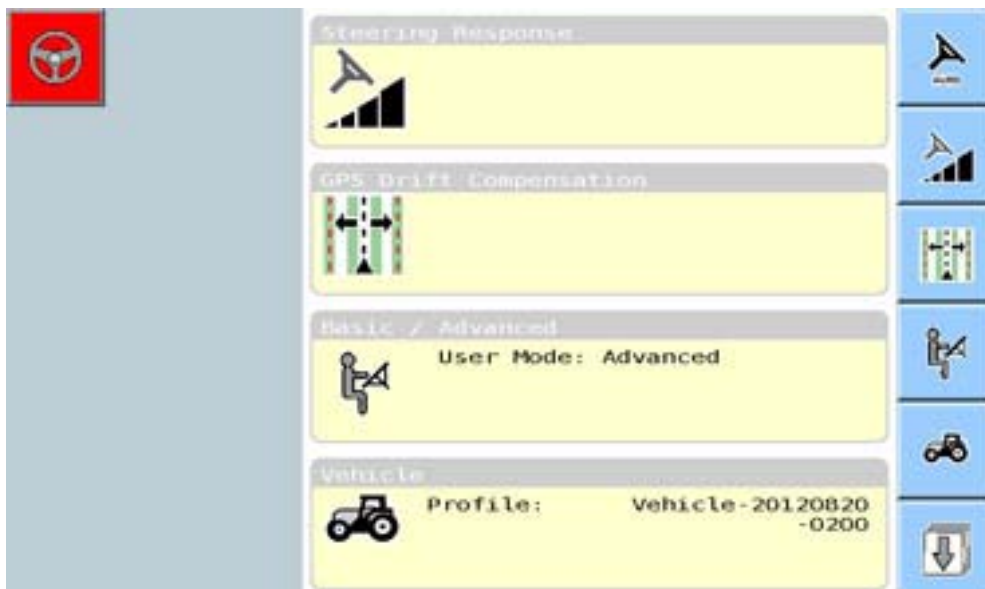 Steering Response
GPS Drift Compensation
Basic / Advanced
User Mode: Advanced
Vehicle
Profile: Vehicle-20120820
-0200